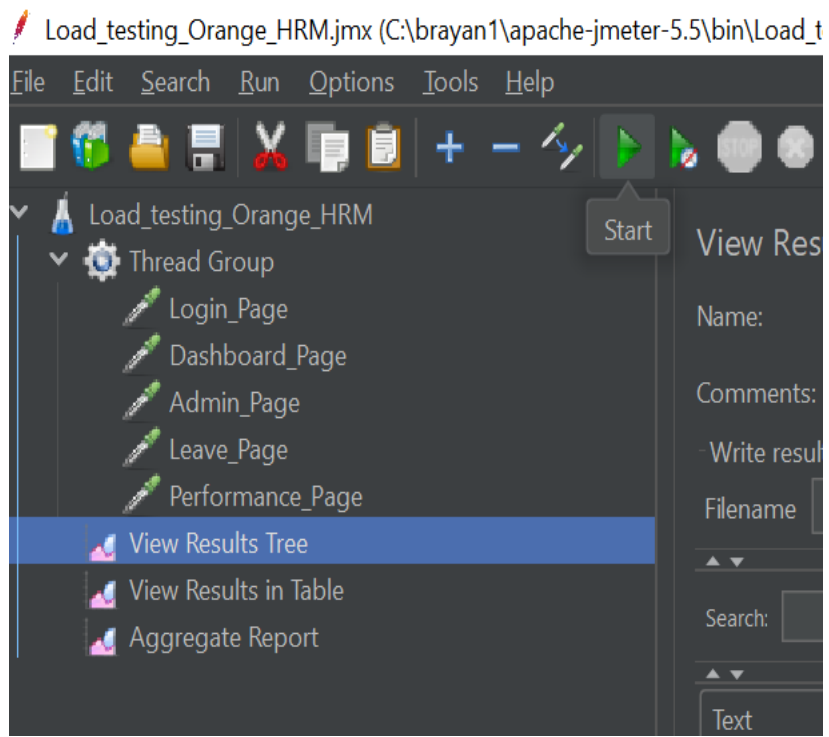 Load_testing_Orange_HRM.jmx (C:\brayan1\apache-jmeter-5.5\bin\Load_t
File Edit Search Run Options Tools Help
STOP
Load_testing_Orange_HRM
Start
Thread Group
View Res
Login_Page
Name:
Dashboard_Page
Admin_Page
Comments:
Leave_Page
Write resul
Performance_Page
Filename
View Results Tree
View Results in Table
Search:
Aggregate Report
Text